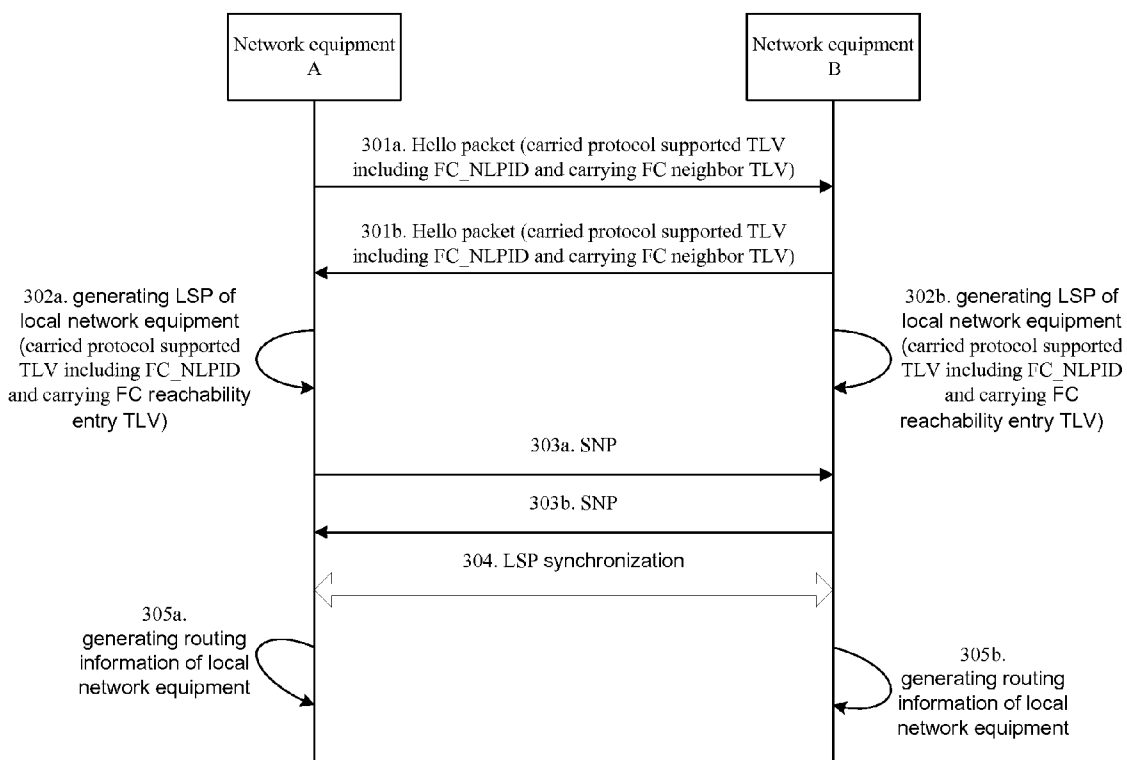 Network equipment
A
Network equipment
B
301a. Hello packet (carried protocol supported TLV
including FC_NLPID and carrying FC neighbor TLV)
301b. Hello packet (carried protocol supported TLV
including FC_NLPID and carrying FC neighbor TLV)
302a. generating LSP of
local network equipment
(carried protocol supported
TLV including FC_NLPID
and carrying FC reachability
entry TLV)
302b. generating LSP of
local network equipment
(carried protocol supported
TLV including FC_NLPID
and carrying FC
reachability entry TLV)
303a. SNP
303b. SNP
304. LSP synchronization
305a.
generating routing
information of local
network equipment
305b.
generating routing
information of local
network equipment